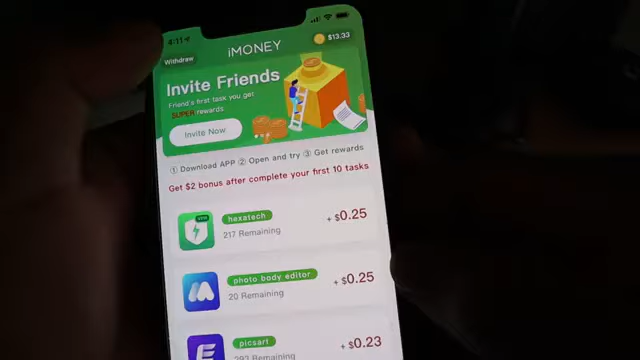 4:11
iMONEY
$13.33
Withdraw
Invite Friends
Friend's first task you get
SUPER rewards
Invite Now
① Download APP ② Open and try ③ Get rewards
Get $2 bonus after complete your first 10 tasks
haxatech
+ $0.25
217 Remaining
photo body editor
+ $0.25
20 Remaining
picsart
+ $0.23
293 Remaining